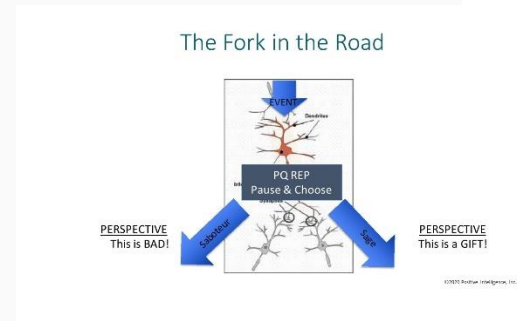 The Fork in the Road
EVENT
Dendrites
PQ REP
Pause & Choose
Saboteur
Sage
PERSPECTIVE
This is BAD!
PERSPECTIVE
This is a GIFT!
©2020 Positive Intelligence, Inc.